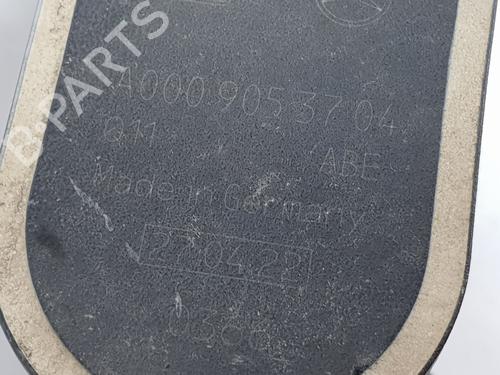 B-PARTS
A000 905 37 04
Q11
ABE
Made in Germany
27.04.22